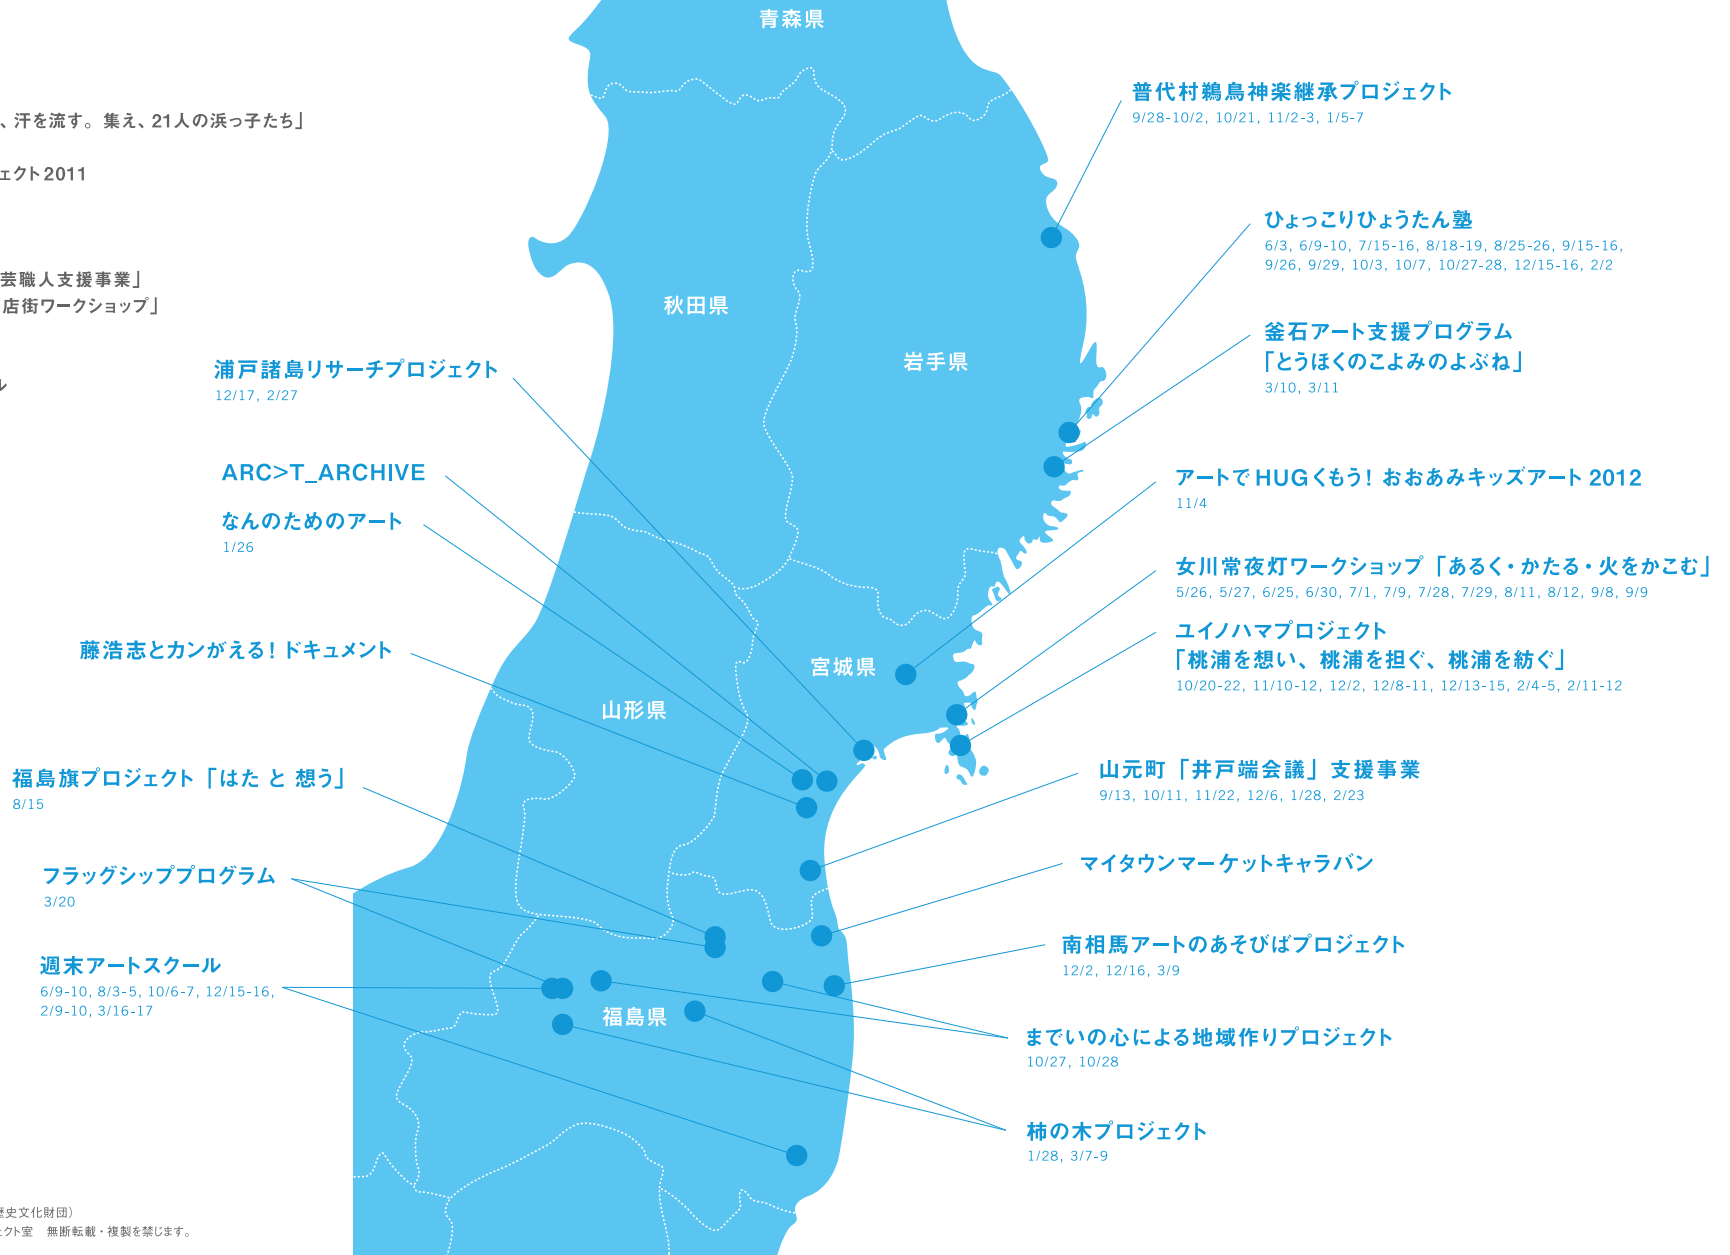 、汗を流す。集え、21人の浜っ子たち」
ェクト2011
芸職人支援事業」
店街ワークショップ」
ル
浦戸諸島リサーチプロジェクト
12/17, 2/27
ARC>T_ARCHIVE
なんのためのアート
1/26
藤浩志とカンがえる！ドキュメント
福島旗プロジェクト「はた と 想う」
8/15
フラッグシッププログラム
3/20
週末アートスクール
6/9-10, 8/3-5, 10/6-7, 12/15-16,
2/9-10, 3/16-17
歴史文化財団）
ェクト室　無断転載・複製を禁じます。
青森県
秋田県
岩手県
宮城県
山形県
福島県
普代村鵜鳥神楽継承プロジェクト
9/28-10/2, 10/21, 11/2-3, 1/5-7
ひょっこりひょうたん塾
6/3, 6/9-10, 7/15-16, 8/18-19, 8/25-26, 9/15-16,
9/26, 9/29, 10/3, 10/7, 10/27-28, 12/15-16, 2/2
釜石アート支援プログラム
「とうほくのこよみのよぶね」
3/10, 3/11
アートでHUGくもう！おおあみキッズアート 2012
11/4
女川常夜灯ワークショップ「あるく・かたる・火をかこむ」
5/26, 5/27, 6/25, 6/30, 7/1, 7/9, 7/28, 7/29, 8/11, 8/12, 9/8, 9/9
ユイノハマプロジェクト
「桃浦を想い、桃浦を担ぐ、桃浦を紡ぐ」
10/20-22, 11/10-12, 12/2, 12/8-11, 12/13-15, 2/4-5, 2/11-12
山元町「井戸端会議」支援事業
9/13, 10/11, 11/22, 12/6, 1/28, 2/23
マイタウンマーケットキャラバン
南相馬アートのあそびばプロジェクト
12/2, 12/16, 3/9
までいの心による地域作りプロジェクト
10/27, 10/28
柿の木プロジェクト
1/28, 3/7-9